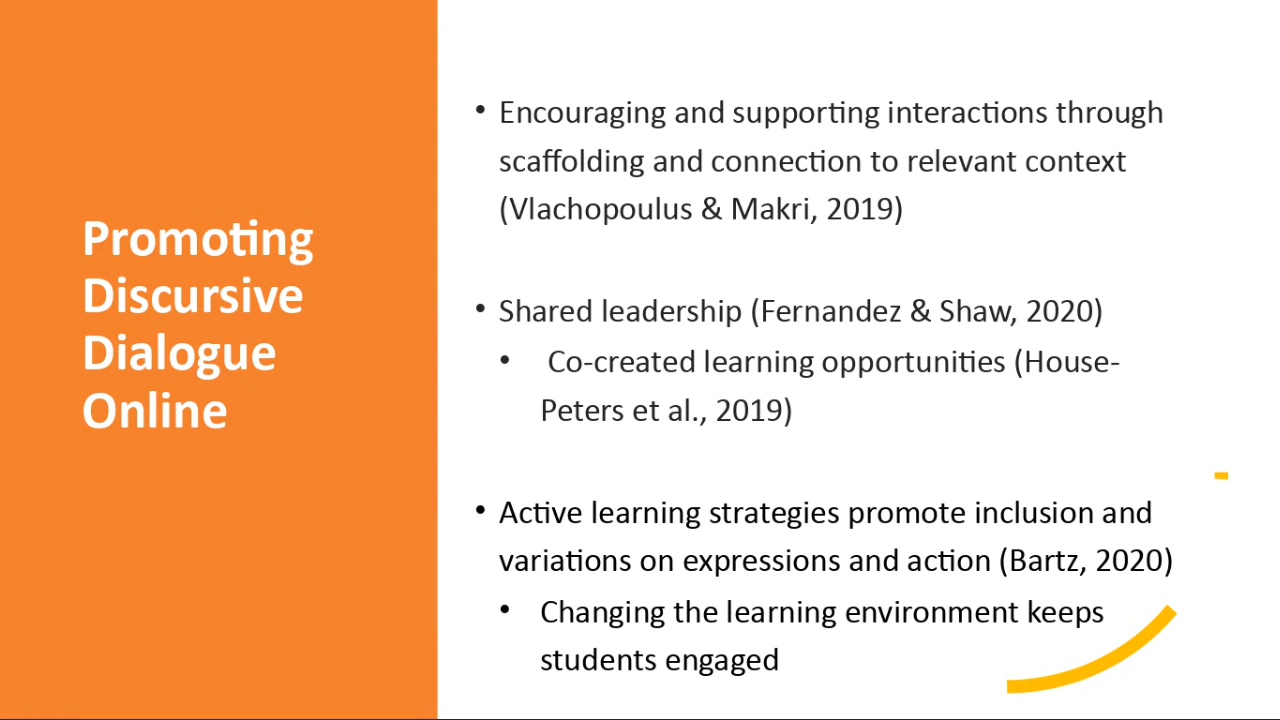 Promoting
Discursive
Dialogue
Online
• Encouraging and supporting interactions through
scaffolding and connection to relevant context
(Vlachopoulus & Makri, 2019)
• Shared leadership (Fernandez & Shaw, 2020)
• Co-created learning opportunities (House-
Peters et al., 2019)
• Active learning strategies promote inclusion and
variations on expressions and action (Bartz, 2020)
• Changing the learning environment keeps
students engaged